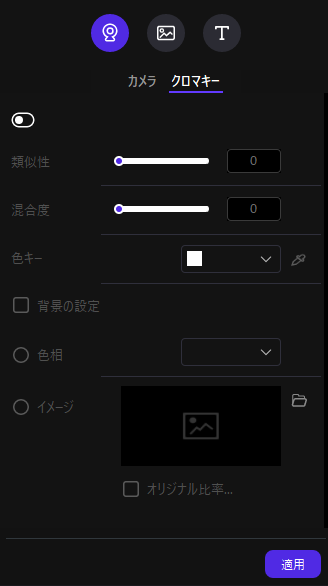 T
カメラ クロマキー
類似性 0
混合度 0
色キー
背景の設定
色相
イメージ
オリジナル比率...
適用